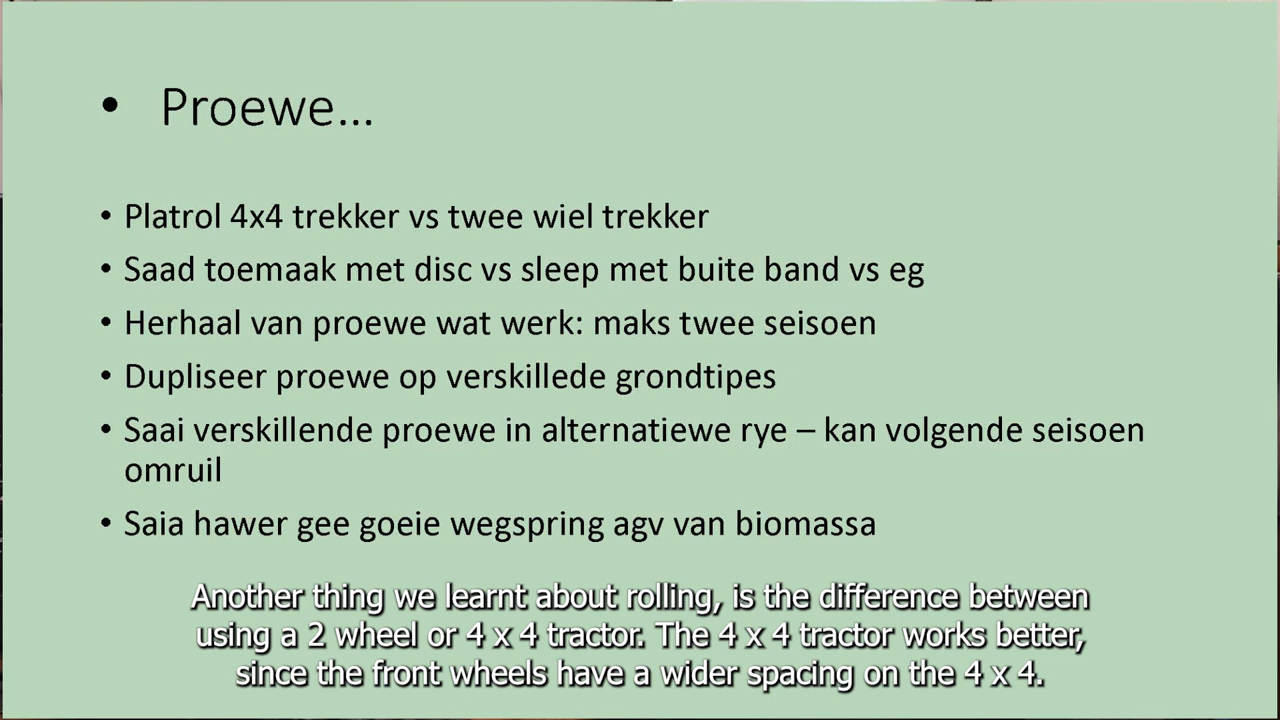 • Proewe...
• Platrol 4x4 trekker vs twee wiel trekker
• Saad toemaak met disc vs sleep met buite band vs eg
• Herhaal van proewe wat werk: maks twee seisoen
• Dupliseer proewe op verskillede grondtipes
• Saai verskillende proewe in alternatiewe rye – kan volgende seisoen
omruil
• Saia hawer gee goeie wegspring agv van biomassa
Another thing we learnt about rolling, is the difference between
using a 2 wheel or 4 x 4 tractor. The 4 x 4 tractor works better,
since the front wheels have a wider spacing on the 4 x 4.